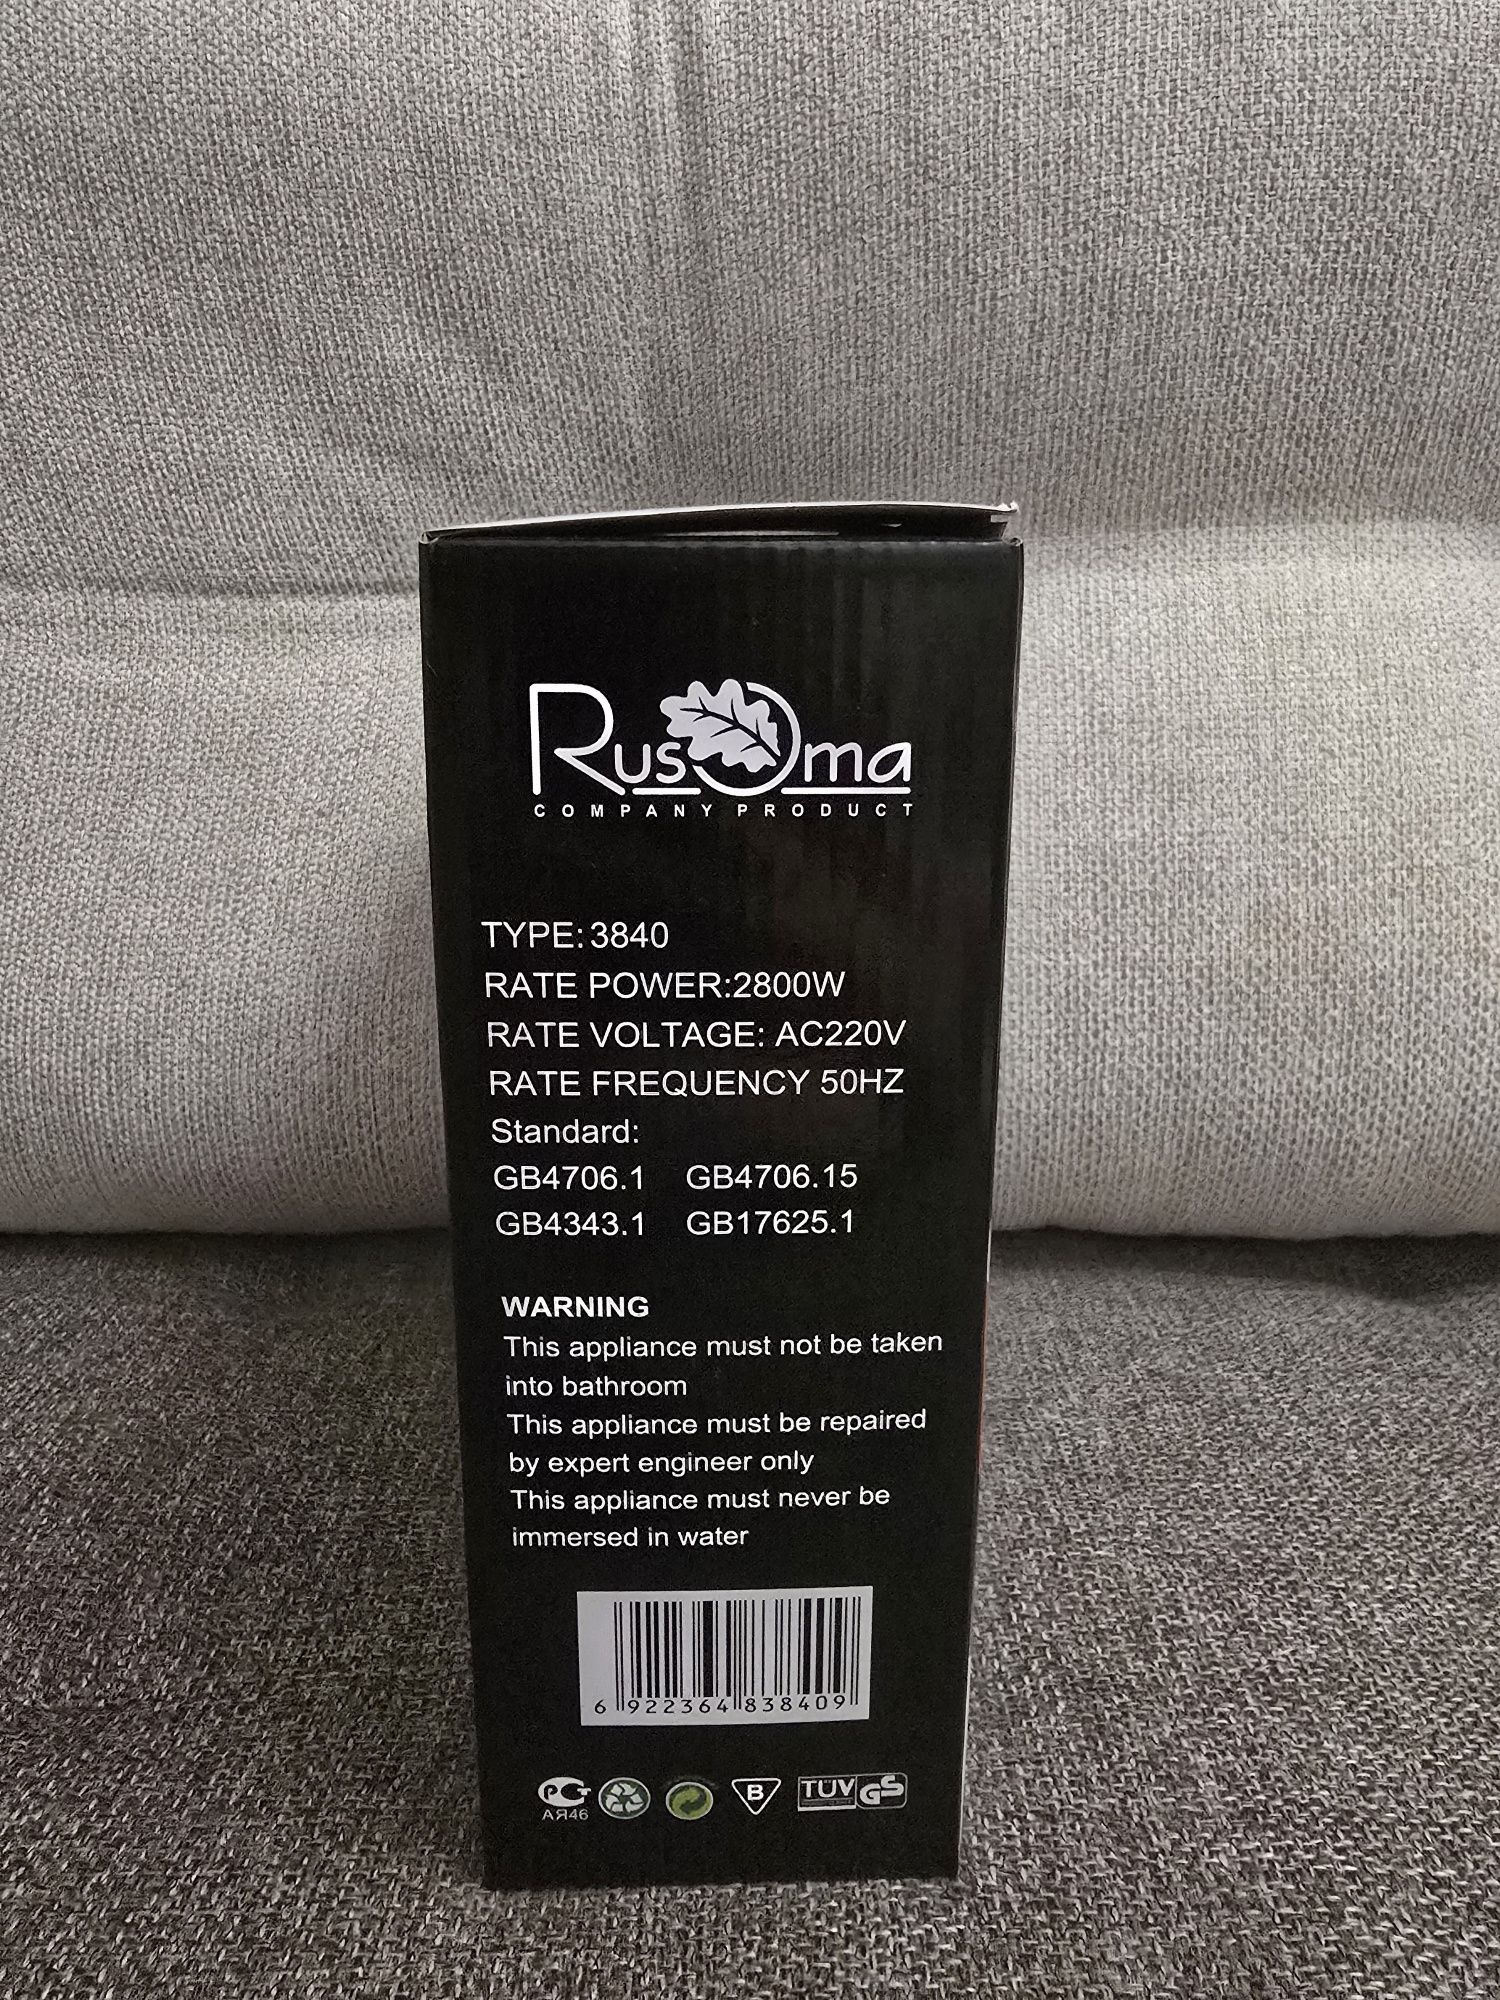 RusOma
COMPANY PRODUCT
TYPE: 3840
RATE POWER:2800W
RATE VOLTAGE: AC220V
RATE FREQUENCY 50HZ
Standard:
GB4706.1 GB4706.15
GB4343.1 GB17625.1
WARNING
This appliance must not be taken
into bathroom
This appliance must be repaired
by expert engineer only
This appliance must never be
immersed in water
6 922364 838409
РСТ B TÜV GS
АЯ46